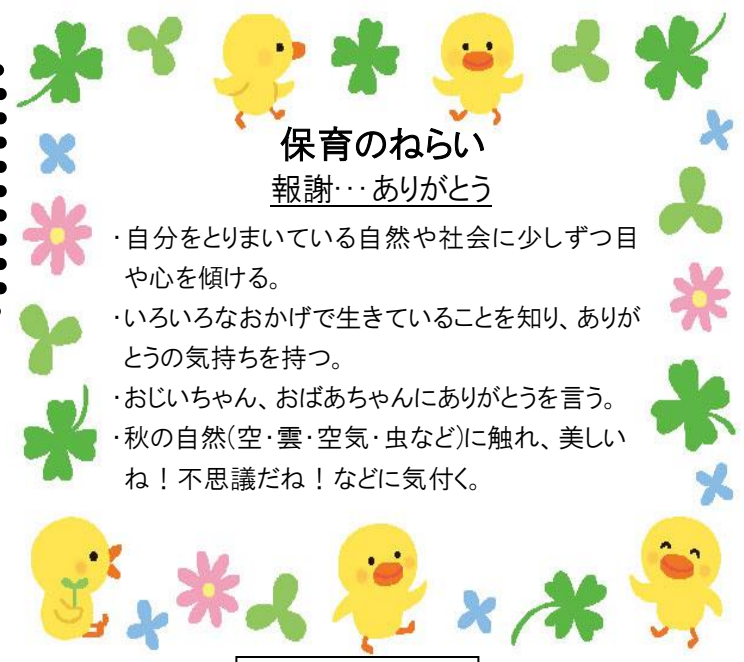 保育のねらい
報謝…ありがとう
・自分をとりまいている自然や社会に少しずつ目
や心を傾ける。
・いろいろなおかげで生きていることを知り、ありが
とうの気持ちを持つ。
・おじいちゃん、おばあちゃんにありがとうを言う。
・秋の自然(空・雲・空気・虫など)に触れ、美しい
ね！不思議だね！などに気付く。